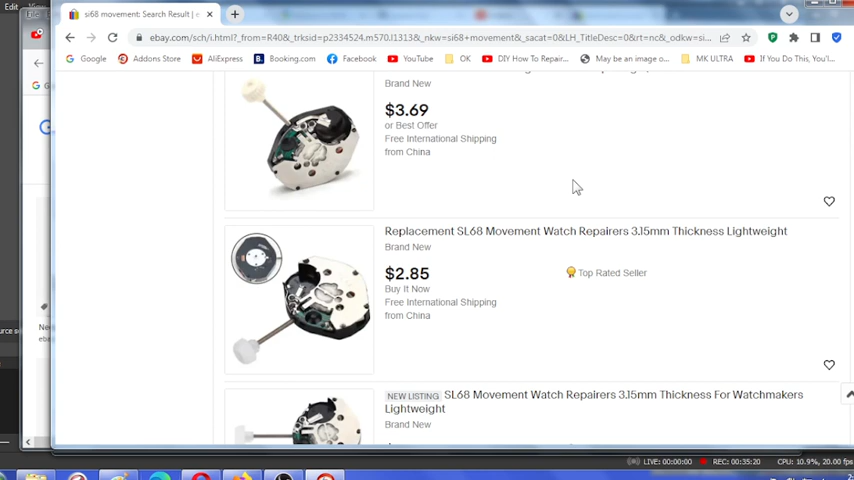 Edit
File
si68 movement: Search Result | e
ebay.com/sch/i.html?_from=R40&_trksid=p2334524.m570.l1313&_nkw=si68+movement&_sacat=0&LH_TitleDesc=0&rt=nc&_odkw=si...
Google
Addons Store
AliExpress
Booking.com
Facebook
YouTube
OK
DIY How To Repair...
May be an image o...
MK ULTRA
If You Do This, You'l...
Brand New
$3.69
or Best Offer
Free International Shipping
from China
Replacement SL68 Movement Watch Repairers 3.15mm Thickness Lightweight
Brand New
$2.85
Top Rated Seller
Buy It Now
Free International Shipping
from China
NEW LISTING SL68 Movement Watch Repairers 3.15mm Thickness For Watchmakers
Lightweight
Brand New
LIVE: 00:00:00
REC: 00:35:20
CPU: 10.9%, 20.00 fps